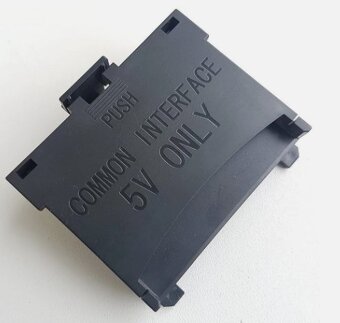 PUSH
COMMON INTERFACE
5V ONLY